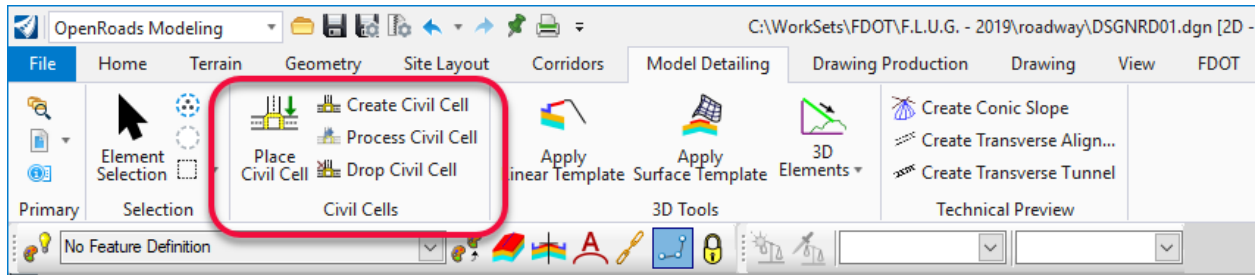 OpenRoads Modeling C:\WorkSets\FDOT\F.L.U.G. - 2019\roadway\DSGNRD01.dgn [2D -
File Home Terrain Geometry Site Layout Corridors Model Detailing Drawing Production Drawing View FDOT
Create Civil Cell Create Conic Slope
Process Civil Cell Create Transverse Align...
Element Selection Place Civil Cell Drop Civil Cell Apply Linear Template Apply Surface Template 3D Elements Create Transverse Tunnel
Primary Selection Civil Cells 3D Tools Technical Preview
No Feature Definition